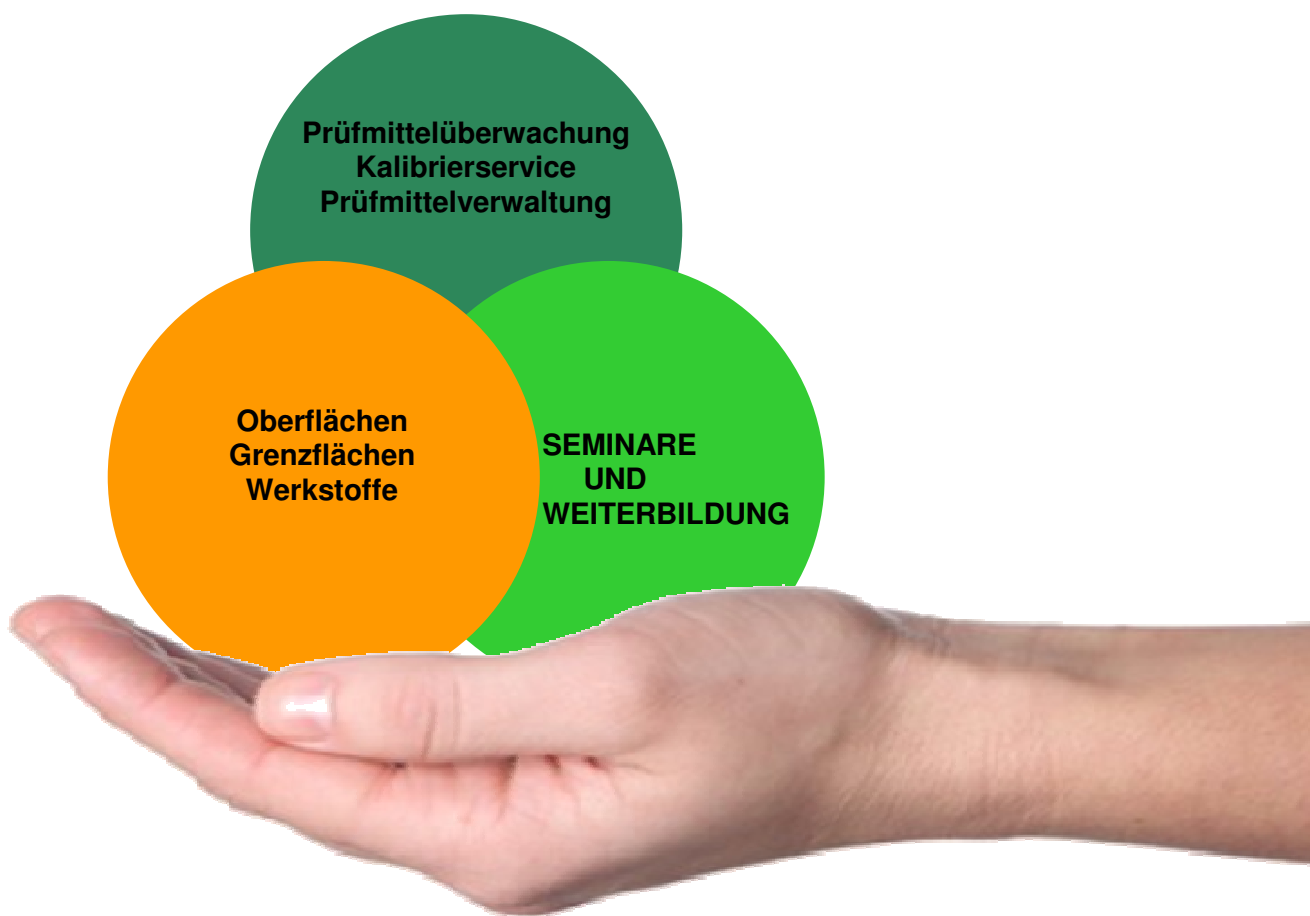 Prüfmittelüberwachung
Kalibrierservice
Prüfmittelverwaltung
Oberflächen
Grenzflächen
Werkstoffe
SEMINARE
UND
WEITERBILDUNG